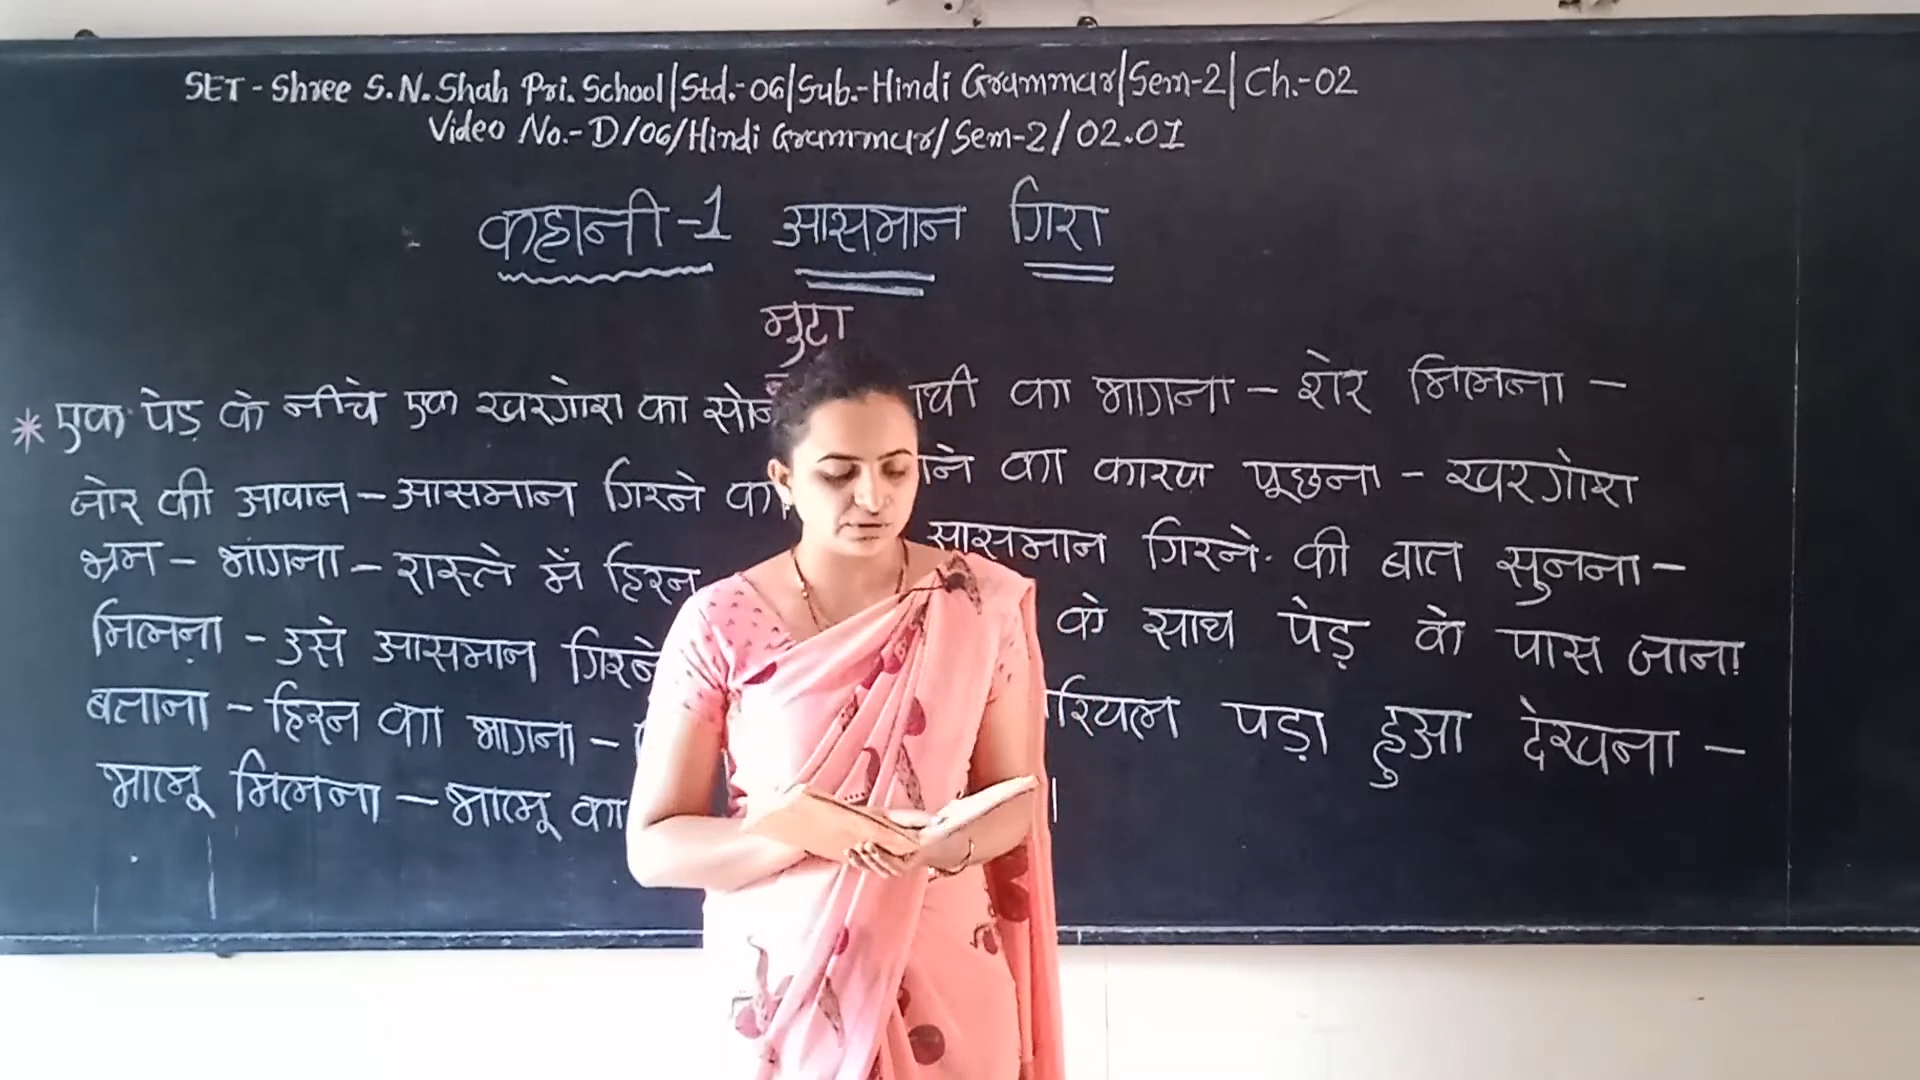 SET - Shree S.N. Shah Pri. School|Std.-06|Sub.-Hindi Grammar|Sem-2|Ch.-02
Video No.- D/06/Hindi Grammar/Sem-2/02.01
कहानी -1 आसमान गिरा
मुद्दा
* एक पेड़ के नीचे एक खरगोश का
जोर की आवाज - आसमान गिरने का
भ्रम - भागना - रास्ते में हिरन
मिलना - उसे आसमान गिरने
बताना - हिरन का भागना -
भालू मिलना - भालू का
का भागना - शेर मिलना -
का कारण पूछना - खरगोश
आसमान गिरने की बात सुनना -
के साथ पेड़ के पास जाना
पड़ा हुआ देखना -